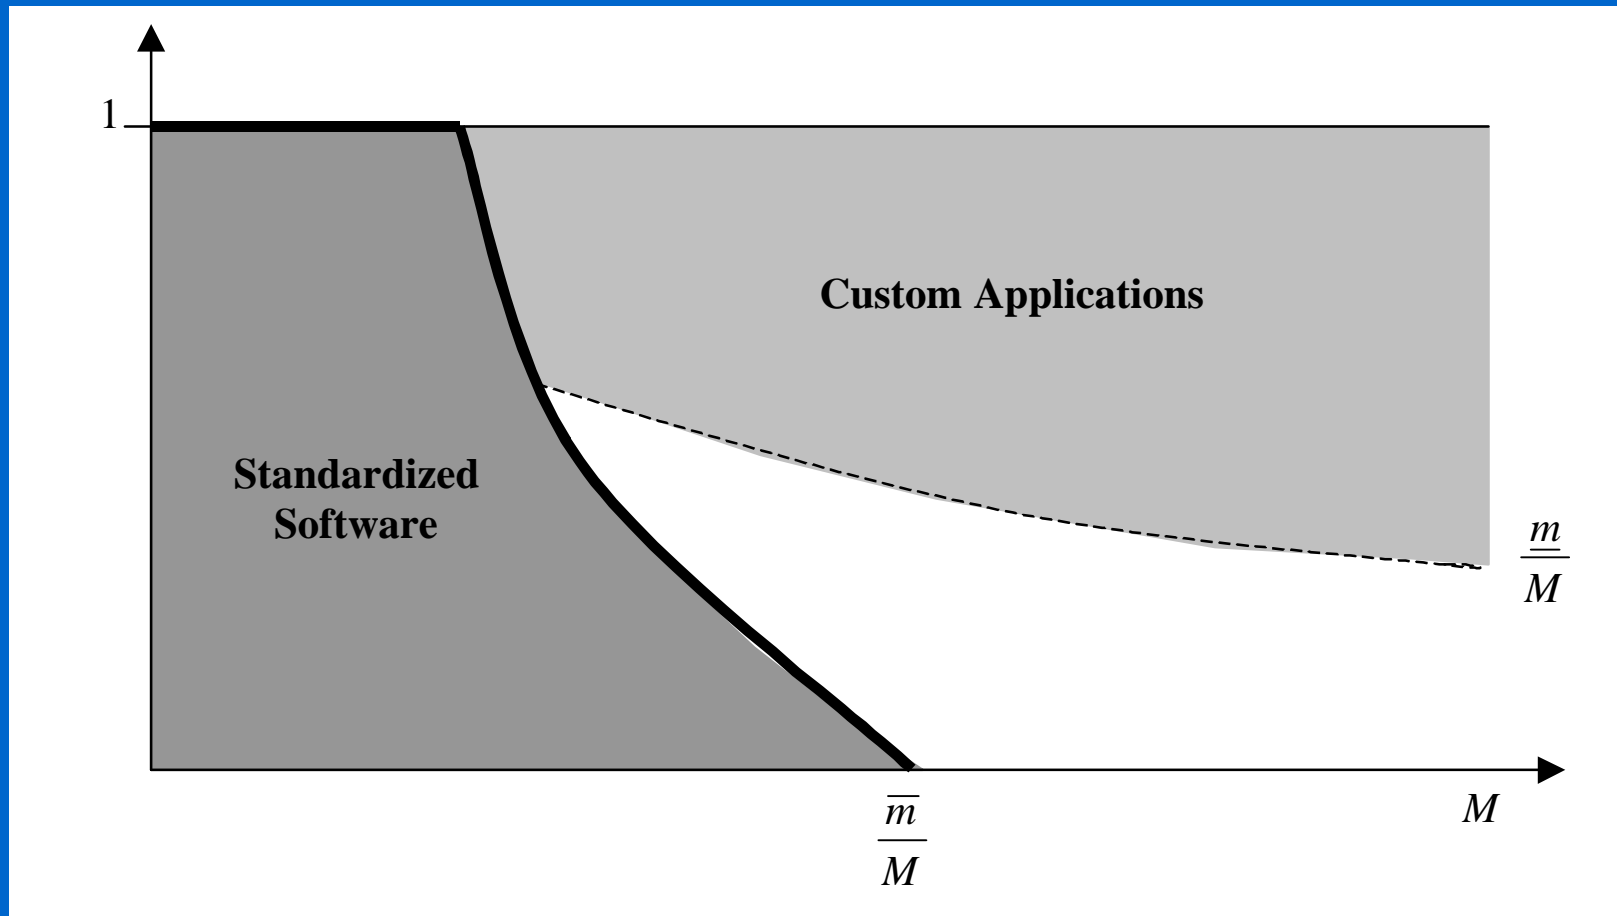 1
Custom Applications
Standardized
Software
m̲
M
m̅
M
M